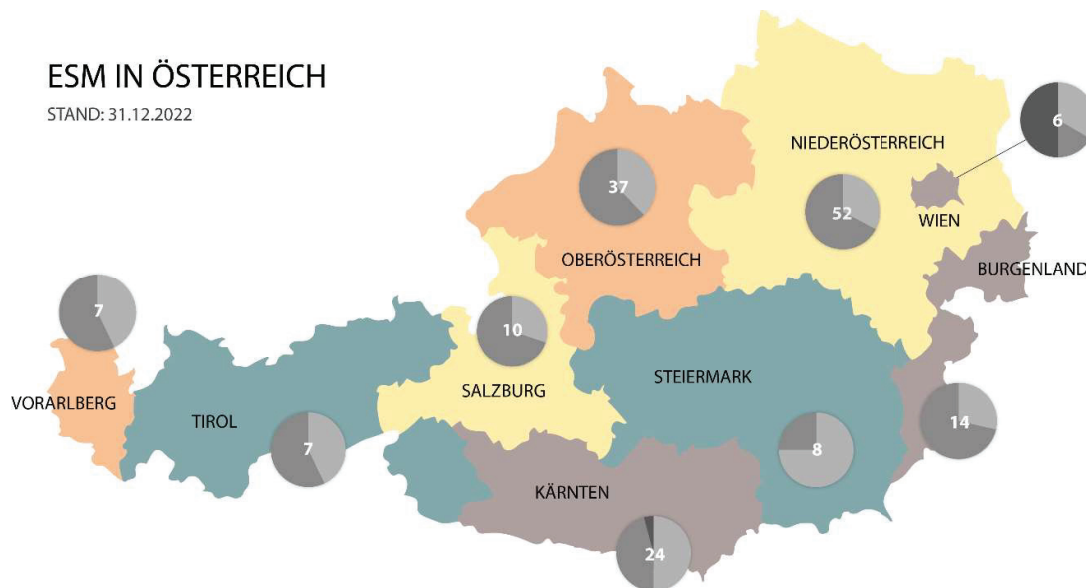 ESM IN ÖSTERREICH
STAND: 31.12.2022
6
NIEDERÖSTERREICH
37
52
WIEN
OBERÖSTERREICH
BURGENLAND
7
10
STEIERMARK
SALZBURG
VORARLBERG
TIROL
14
7
8
KÄRNTEN
24